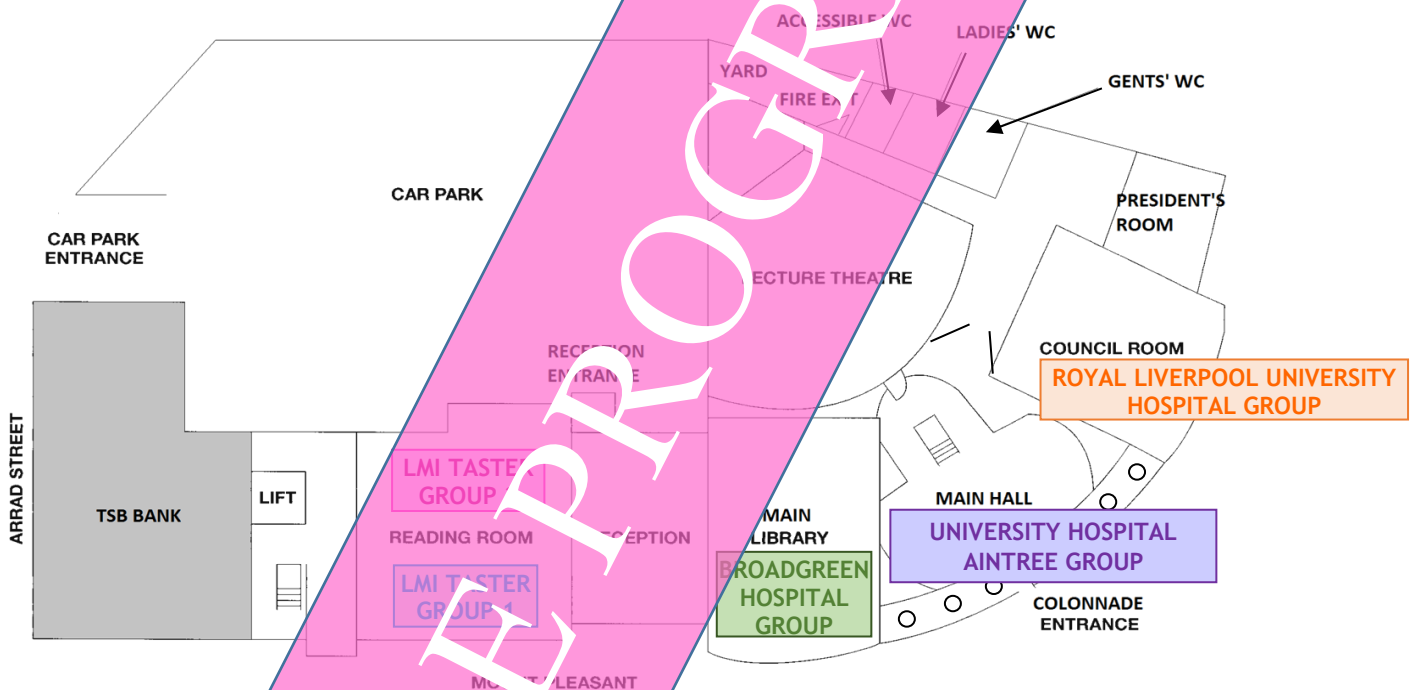 ACCESSIBLE WC
LADIES' WC
YARD
GENTS' WC
FIRE EXIT
CAR PARK
PRESIDENT'S
ROOM
CAR PARK
ENTRANCE
LECTURE THEATRE
RECEPTION
ENTRANCE
COUNCIL ROOM
ROYAL LIVERPOOL UNIVERSITY
HOSPITAL GROUP
ARRAD STREET
TSB BANK
LIFT
LMI TASTER
GROUP
READING ROOM
RECEPTION
LMI TASTER
GROUP 1
MAIN
LIBRARY
BROADGREEN
HOSPITAL
GROUP
MAIN HALL
UNIVERSITY HOSPITAL
AINTREE GROUP
COLONNADE
ENTRANCE
MOUNT PLEASANT
E PROGR